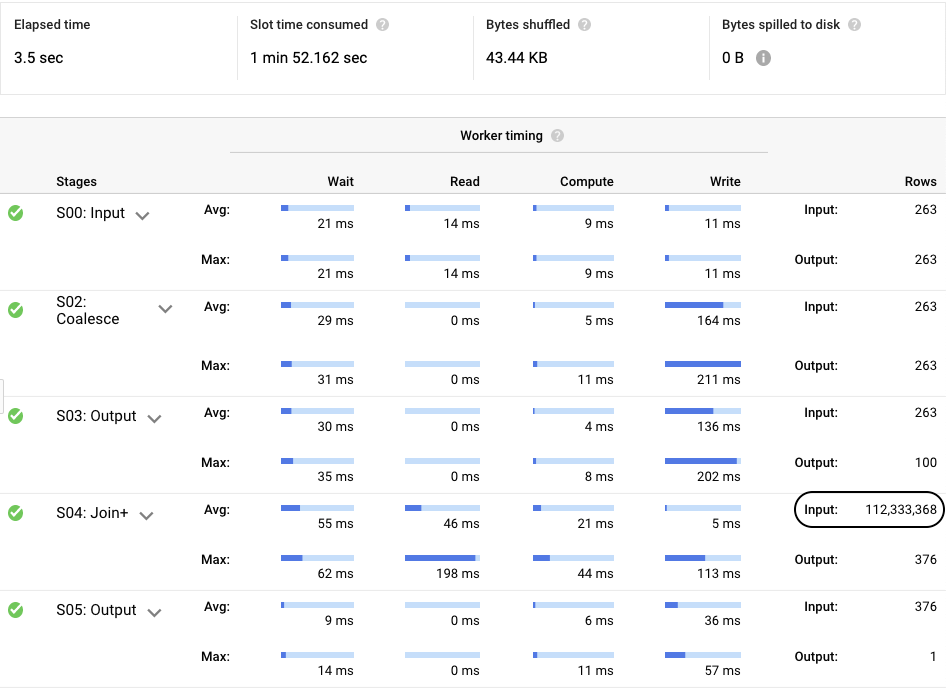 Elapsed time Slot time consumed ? Bytes shuffled ? Bytes spilled to disk ?
3.5 sec 1 min 52.162 sec 43.44 KB 0 B i
Worker timing ?
Stages Wait Read Compute Write Rows
S00: Input Avg: 21 ms 14 ms 9 ms 11 ms Input: 263
Max: 21 ms 14 ms 9 ms 11 ms Output: 263
S02: Coalesce Avg: 29 ms 0 ms 5 ms 164 ms Input: 263
Max: 31 ms 0 ms 11 ms 211 ms Output: 263
S03: Output Avg: 30 ms 0 ms 4 ms 136 ms Input: 263
Max: 35 ms 0 ms 8 ms 202 ms Output: 100
S04: Join+ Avg: 55 ms 46 ms 21 ms 5 ms Input: 112,333,368
Max: 62 ms 198 ms 44 ms 113 ms Output: 376
S05: Output Avg: 9 ms 0 ms 6 ms 36 ms Input: 376
Max: 14 ms 0 ms 11 ms 57 ms Output: 1